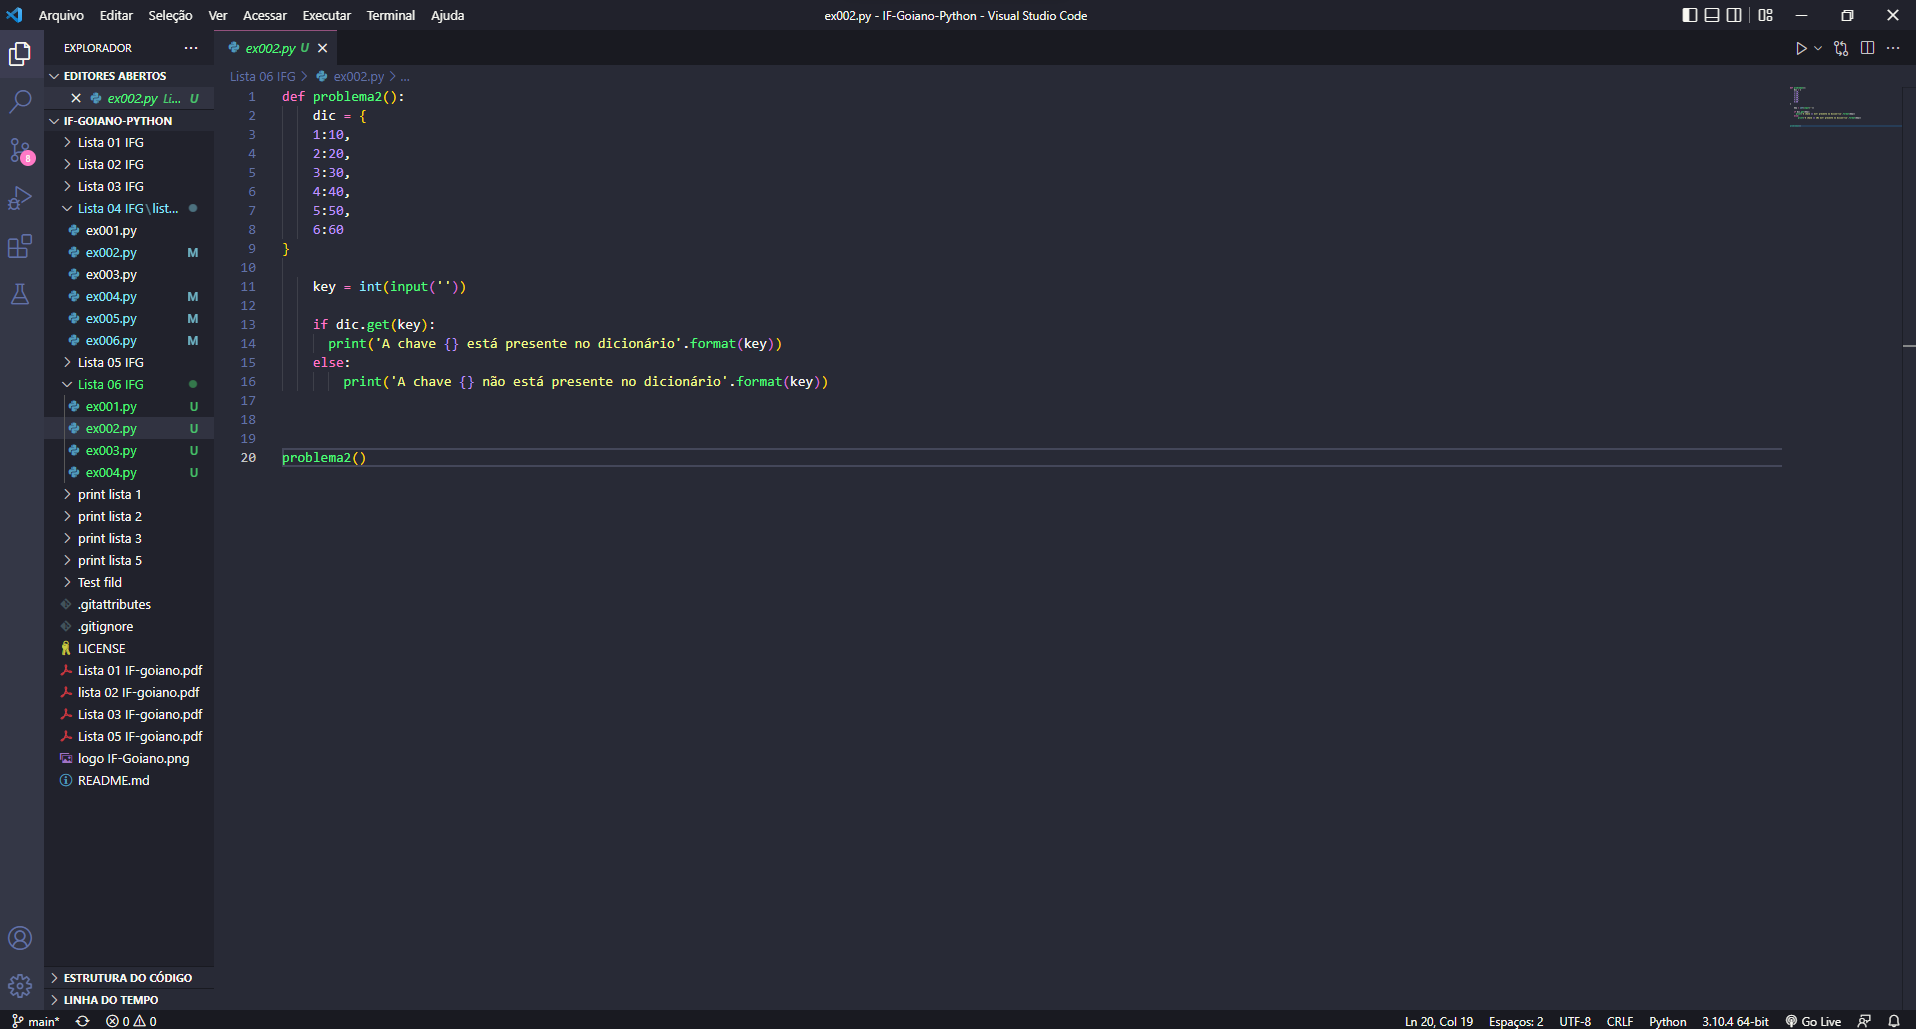 Arquivo Editar Seleção Ver Acessar Executar Terminal Ajuda
ex002.py - IF-Goiano-Python - Visual Studio Code
EXPLORADOR ...
EDITORES ABERTOS
ex002.py Li... U
IF-GOIANO-PYTHON
Lista 01 IFG
Lista 02 IFG
Lista 03 IFG
Lista 04 IFG\list...
ex001.py
ex002.py M
ex003.py
ex004.py M
ex005.py M
ex006.py M
Lista 05 IFG
Lista 06 IFG
ex001.py U
ex002.py U
ex003.py U
ex004.py U
print lista 1
print lista 2
print lista 3
print lista 5
Test fild
.gitattributes
.gitignore
LICENSE
Lista 01 IF-goiano.pdf
lista 02 IF-goiano.pdf
Lista 03 IF-goiano.pdf
Lista 05 IF-goiano.pdf
logo IF-Goiano.png
README.md
ESTRUTURA DO CÓDIGO
LINHA DO TEMPO
8
ex002.py U
Lista 06 IFG > ex002.py > ...
1 def problema2():
2 dic = {
3 1:10,
4 2:20,
5 3:30,
6 4:40,
7 5:50,
8 6:60
9 }
10
11 key = int(input(''))
12
13 if dic.get(key):
14 print('A chave {} está presente no dicionário'.format(key))
15 else:
16 print('A chave {} não está presente no dicionário'.format(key))
17
18
19
20 problema2()
main* 0 0
Ln 20, Col 19 Espaços: 2 UTF-8 CRLF Python 3.10.4 64-bit Go Live